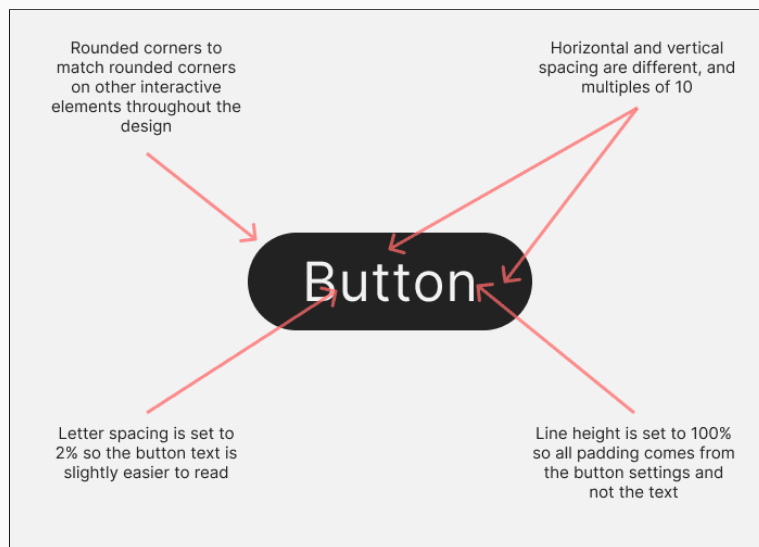 Rounded corners to
match rounded corners
on other interactive
elements throughout the
design
Horizontal and vertical
spacing are different, and
multiples of 10
Button
Letter spacing is set to
2% so the button text is
slightly easier to read
Line height is set to 100%
so all padding comes from
the button settings and
not the text